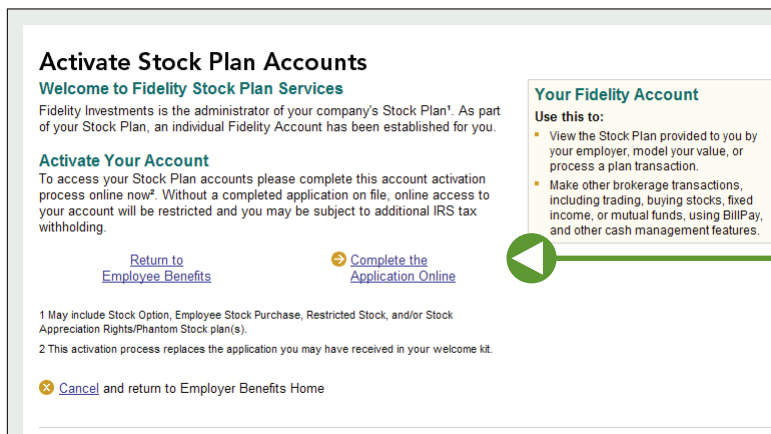 Activate Stock Plan Accounts
Welcome to Fidelity Stock Plan Services
Fidelity Investments is the administrator of your company's Stock Plan¹. As part
of your Stock Plan, an individual Fidelity Account has been established for you.
Activate Your Account
To access your Stock Plan accounts please complete this account activation
process online now². Without a completed application on file, online access to
your account will be restricted and you may be subject to additional IRS tax
withholding.
Return to
Employee Benefits
Complete the
Application Online
1 May include Stock Option, Employee Stock Purchase, Restricted Stock, and/or Stock
Appreciation Rights/Phantom Stock plan(s).
2 This activation process replaces the application you may have received in your welcome kit.
Cancel and return to Employer Benefits Home
Your Fidelity Account
Use this to:
View the Stock Plan provided to you by
your employer, model your value, or
process a plan transaction.
Make other brokerage transactions,
including trading, buying stocks, fixed
income, or mutual funds, using BillPay,
and other cash management features.